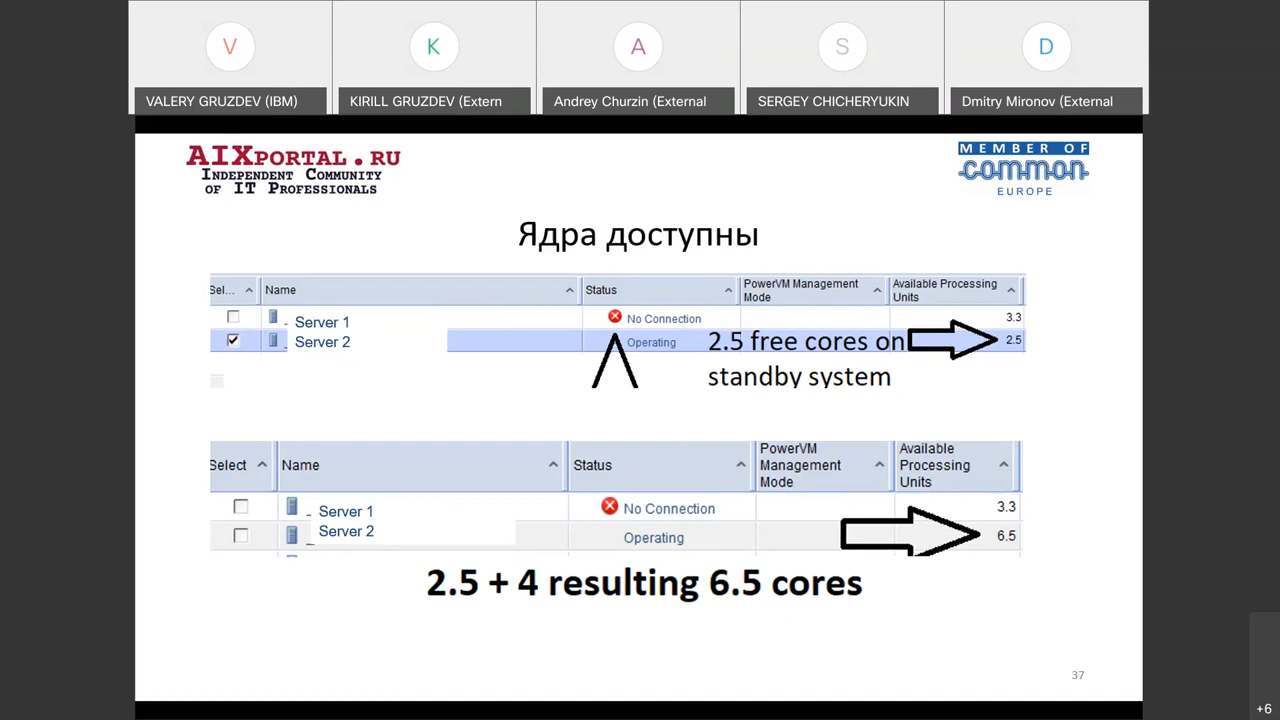 V
K
A
S
D
VALERY GRUZDEV (IBM)
KIRILL GRUZDEV (Extern
Andrey Churzin (External
SERGEY CHICHERYUKIN
Dmitry Mironov (External
AIXPORTAL.RU
INDEPENDENT COMMUNITY
OF IT PROFESSIONALS
MEMBER OF
common
EUROPE
Ядра доступны
Sel... Name Status PowerVM Management Mode Available Processing Units
Server 1 No Connection 3.3
Server 2 Operating 2.5
2.5 free cores on
standby system
Select Name Status PowerVM Management Mode Available Processing Units
Server 1 No Connection 3.3
Server 2 Operating 6.5
2.5 + 4 resulting 6.5 cores
37
+6